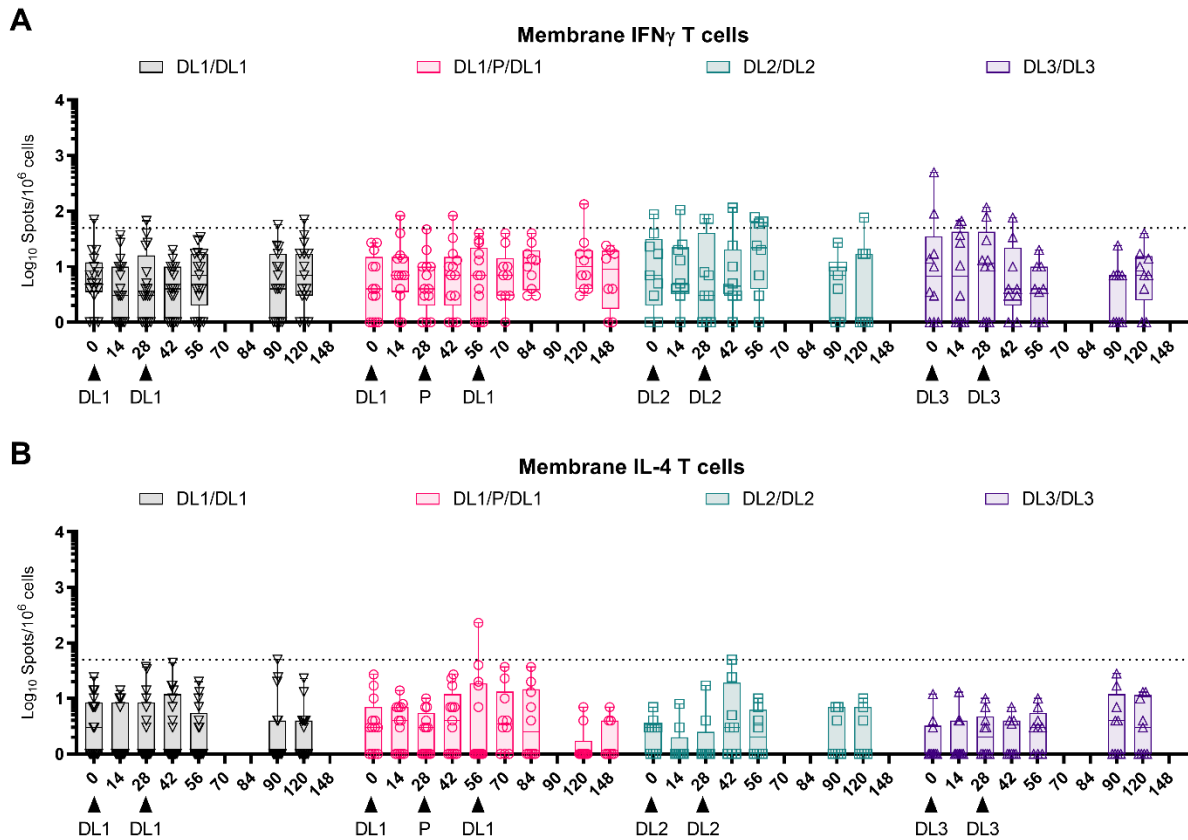 A
Membrane IFNγ T cells
DL1/DL1 DL1/P/DL1 DL2/DL2 DL3/DL3
Log10 Spots/10^6 cells
4
3
2
1
0
0 14 28 42 56 70 84 90 120 148 0 14 28 42 56 70 84 90 120 148 0 14 28 42 56 70 84 90 120 148 0 14 28 42 56 70 84 90 120 148
DL1 DL1 DL1 P DL1 DL2 DL2 DL3 DL3
B
Membrane IL-4 T cells
DL1/DL1 DL1/P/DL1 DL2/DL2 DL3/DL3
Log10 Spots/10^6 cells
4
3
2
1
0
0 14 28 42 56 70 84 90 120 148 0 14 28 42 56 70 84 90 120 148 0 14 28 42 56 70 84 90 120 148 0 14 28 42 56 70 84 90 120 148
DL1 DL1 DL1 P DL1 DL2 DL2 DL3 DL3